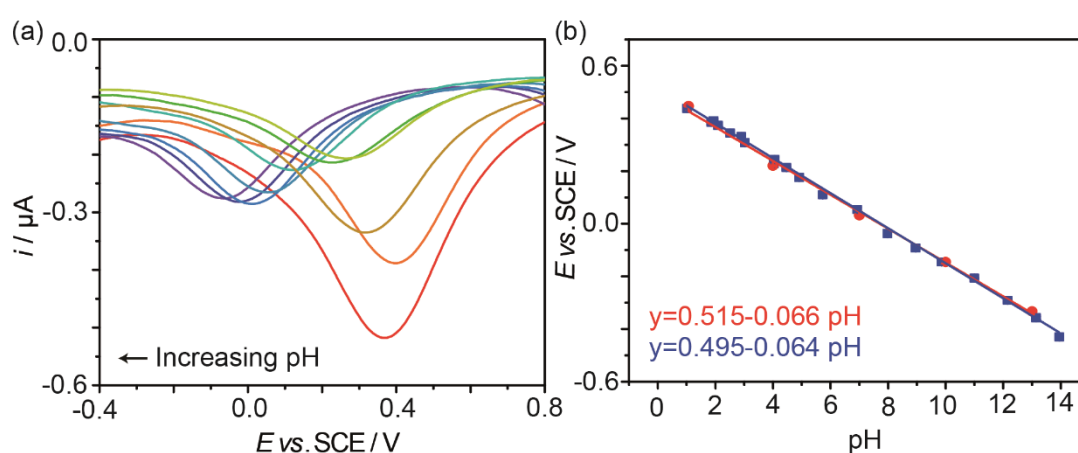 (a)
0.0
-0.3
-0.6
i / µA
← Increasing pH
-0.4
0.0
0.4
0.8
E vs. SCE / V
(b)
0.6
0.0
-0.6
E vs. SCE / V
y=0.515-0.066 pH
y=0.495-0.064 pH
0
2
4
6
8
10
12
14
pH